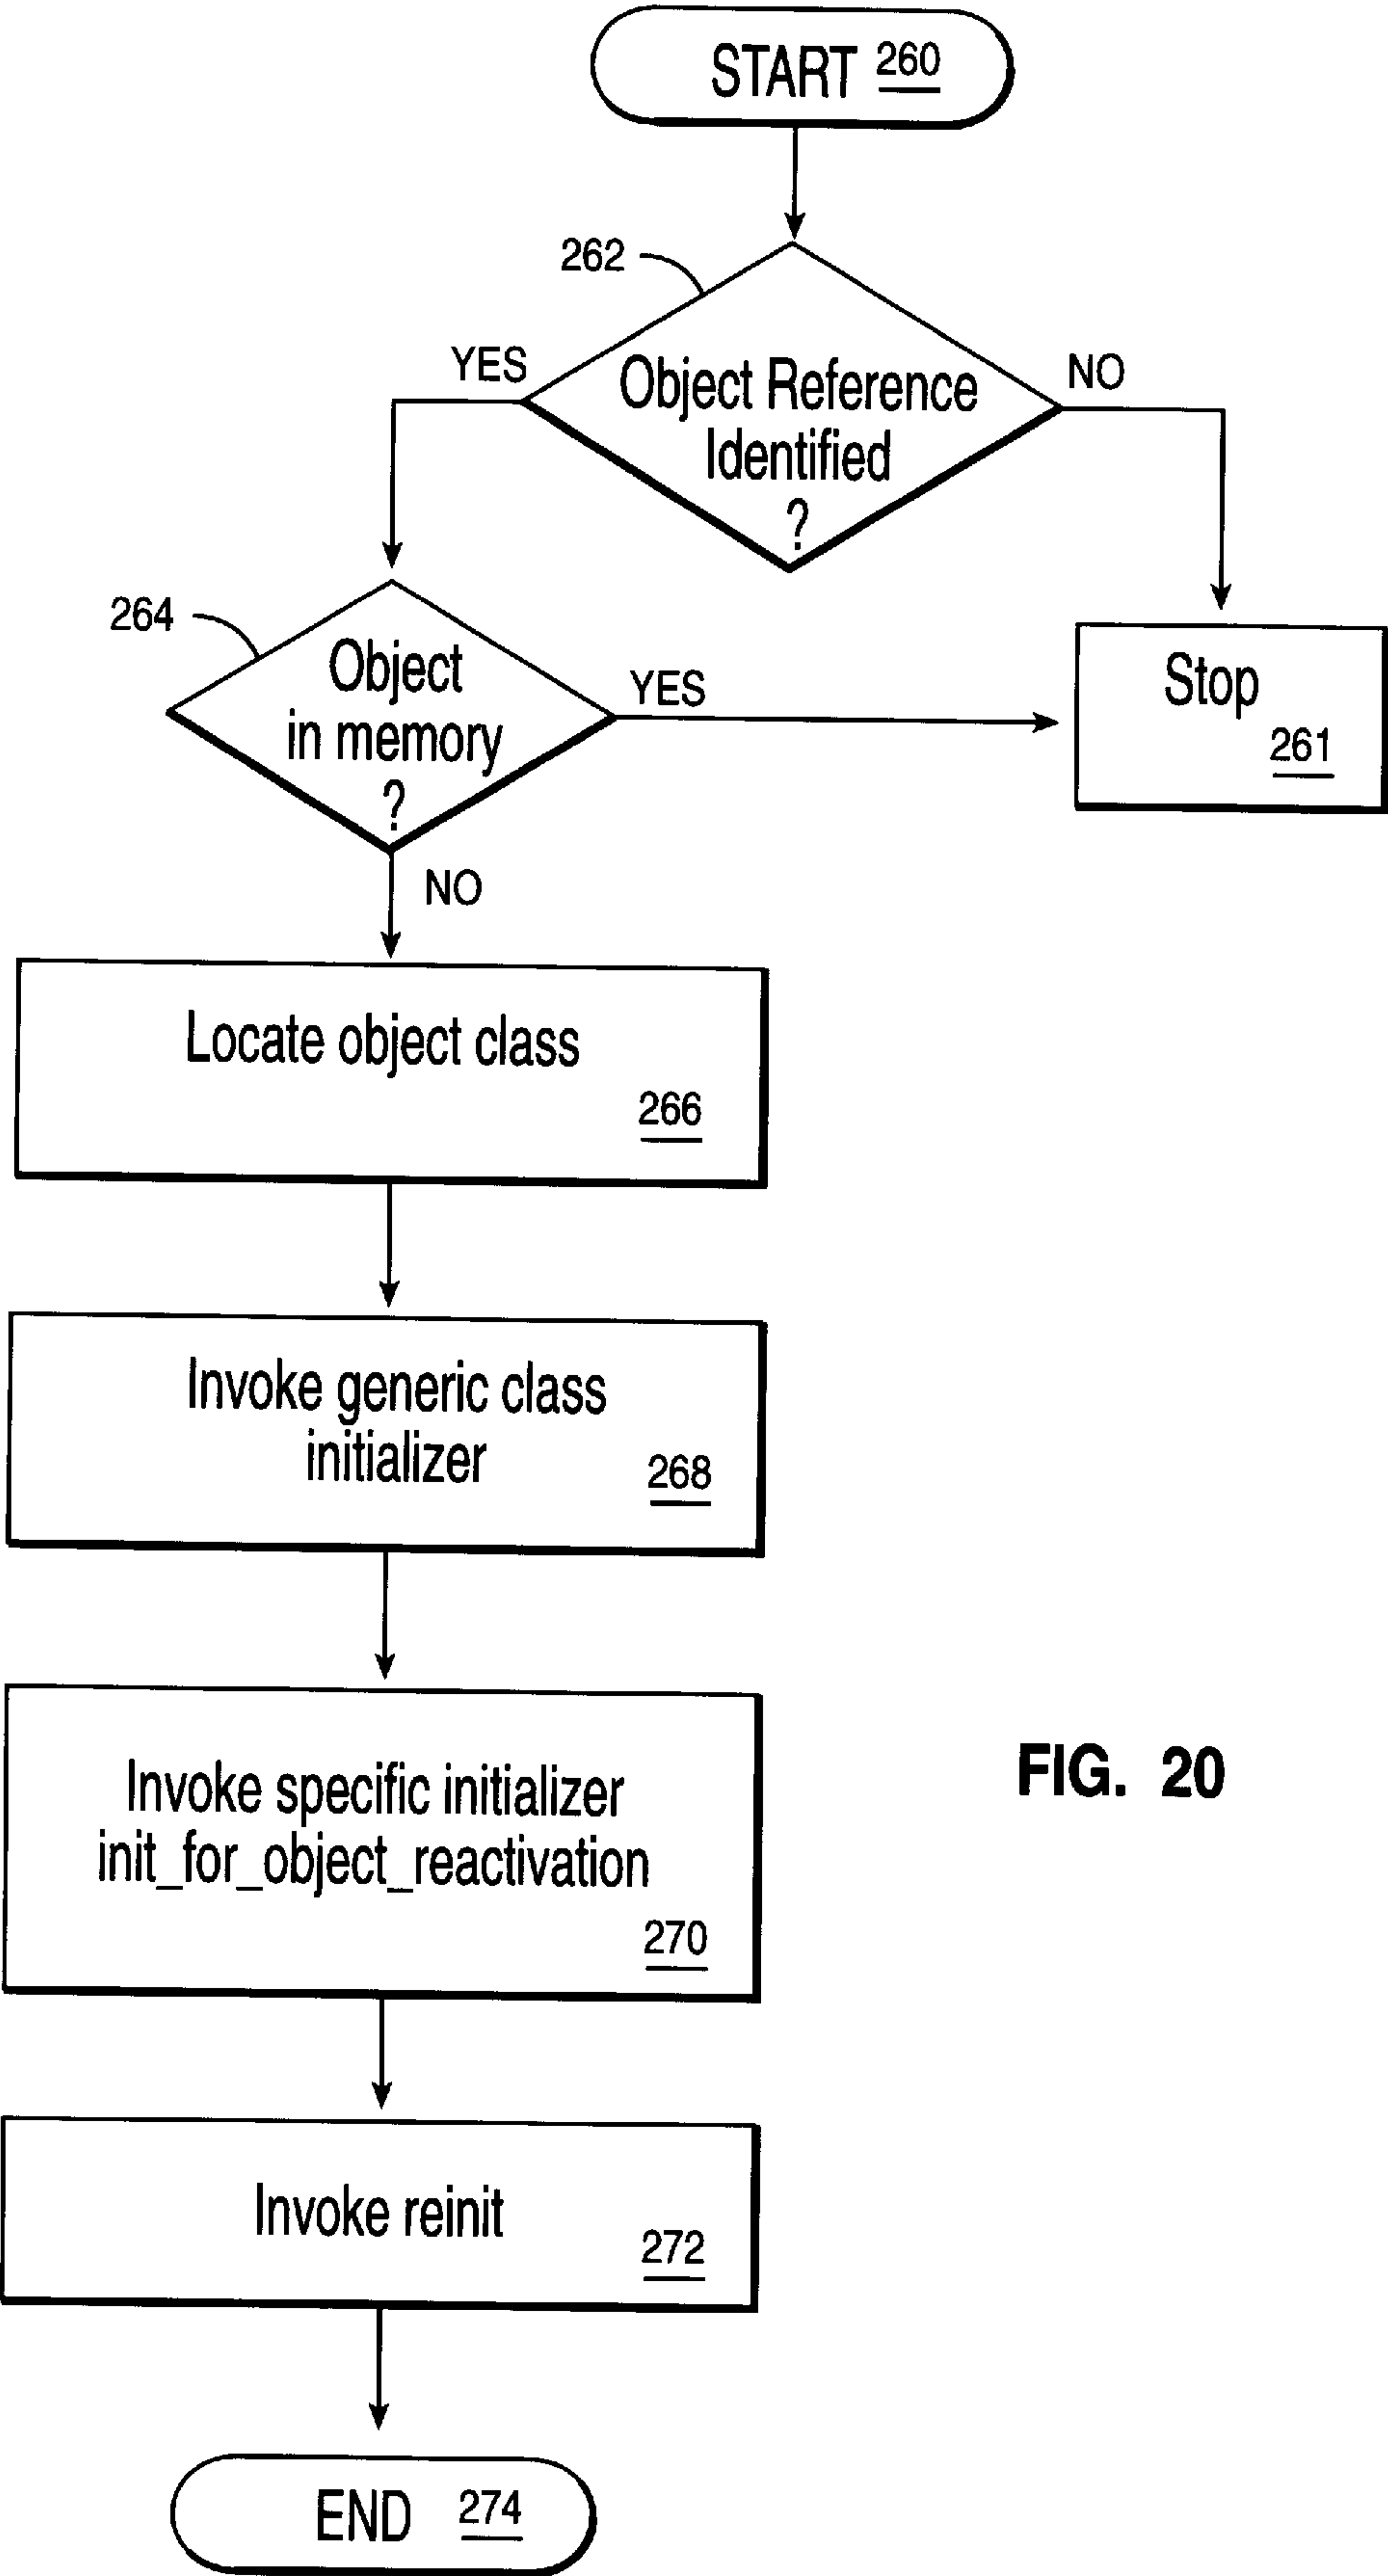 START 260
262
YES
NO
Object Reference
Identified
?
264
Object
in memory
?
YES
Stop
261
NO
Locate object class
266
Invoke generic class
initializer
268
Invoke specific initializer
init_for_object_reactivation
270
FIG. 20
Invoke reinit
272
END 274